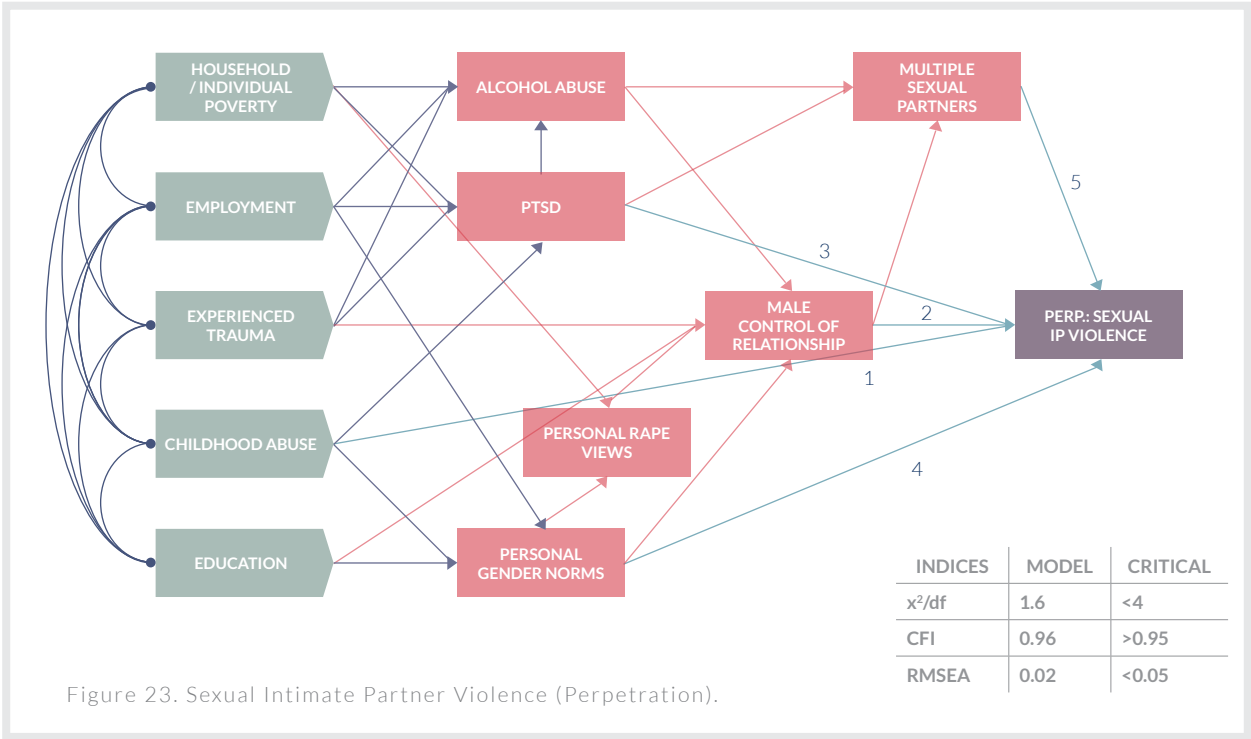 HOUSEHOLD
/ INDIVIDUAL
POVERTY
ALCOHOL ABUSE
MULTIPLE
SEXUAL
PARTNERS
EMPLOYMENT
PTSD
5
3
EXPERIENCED
TRAUMA
MALE
CONTROL OF
RELATIONSHIP
2
PERP.: SEXUAL
IP VIOLENCE
1
CHILDHOOD ABUSE
PERSONAL RAPE
VIEWS
4
EDUCATION
PERSONAL
GENDER NORMS
INDICES MODEL CRITICAL
x²/df 1.6 <4
CFI 0.96 >0.95
RMSEA 0.02 <0.05
Figure 23. Sexual Intimate Partner Violence (Perpetration).